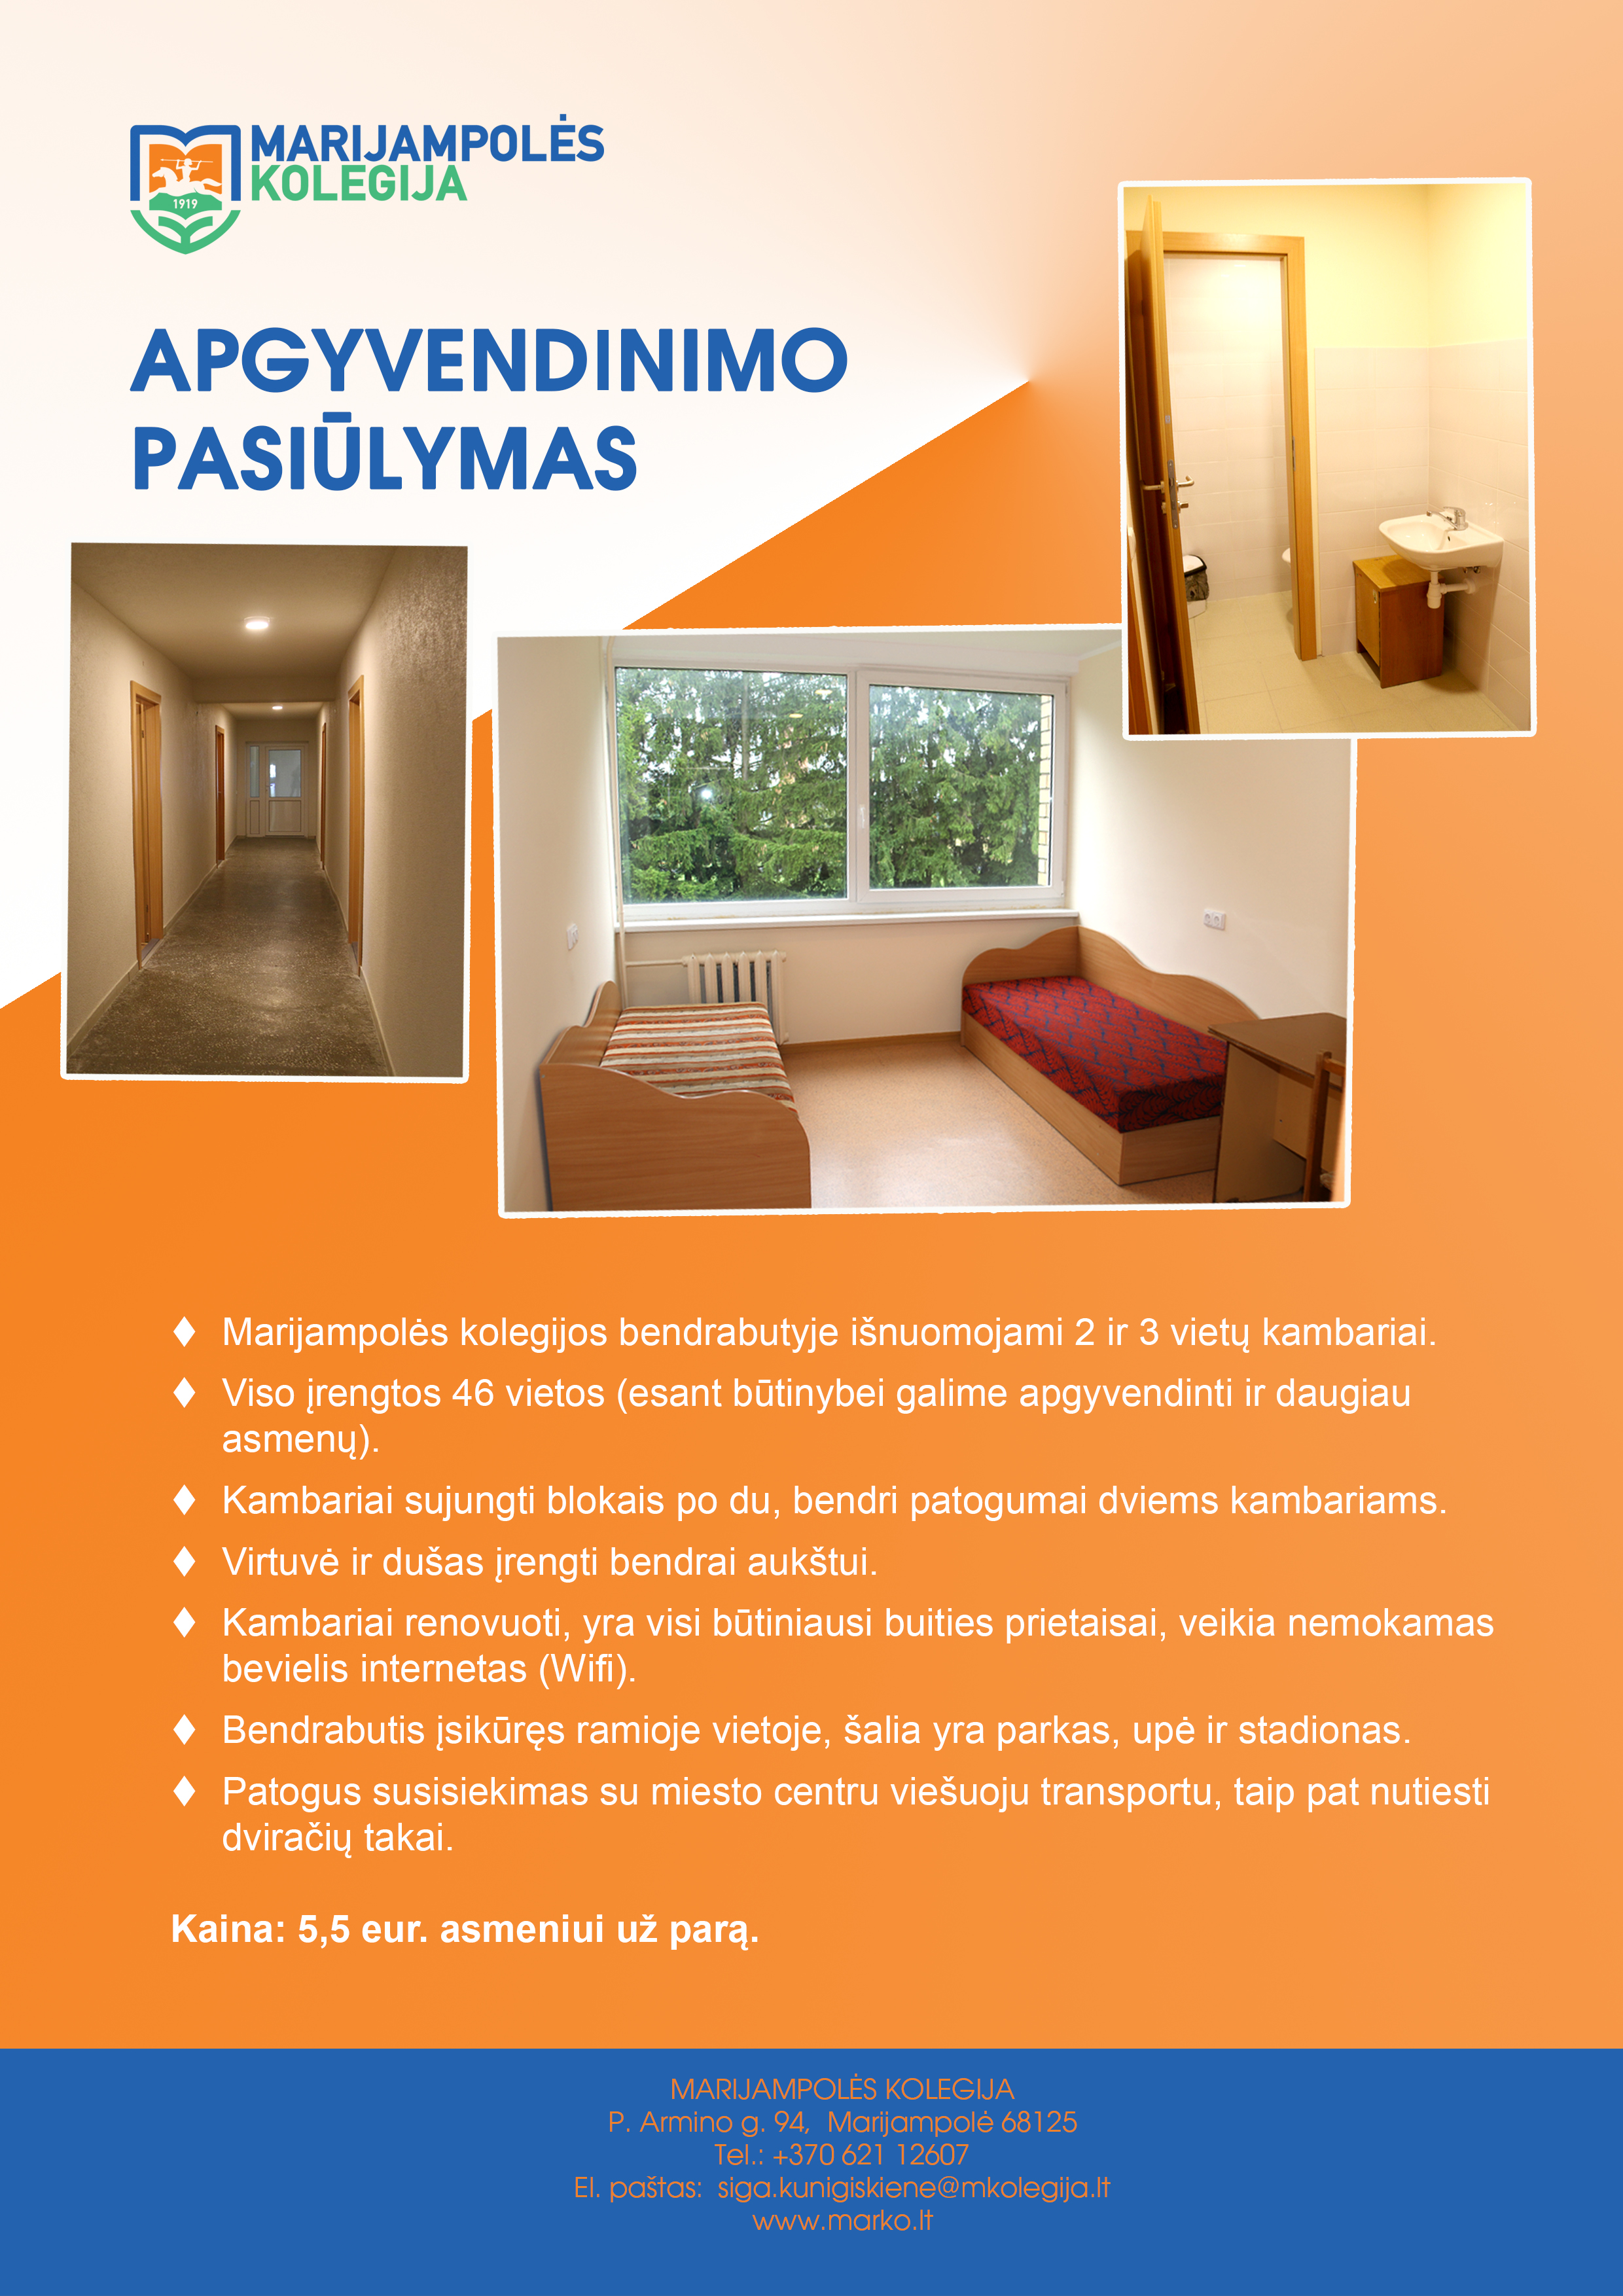 MARIJAMPOLĖS
KOLEGIJA
1919
APGYVENDINIMO
PASIŪLYMAS
♦ Marijampolės kolegijos bendrabutyje išnuomojami 2 ir 3 vietų kambariai.
♦ Viso įrengtos 46 vietos (esant būtinybei galime apgyvendinti ir daugiau
asmenų).
♦ Kambariai sujungti blokais po du, bendri patogumai dviems kambariams.
♦ Virtuvė ir dušas įrengti bendrai aukštui.
♦ Kambariai renovuoti, yra visi būtiniausi buities prietaisai, veikia nemokamas
bevielis internetas (Wifi).
♦ Bendrabutis įsikūręs ramioje vietoje, šalia yra parkas, upė ir stadionas.
♦ Patogus susisiekimas su miesto centru viešuoju transportu, taip pat nutiesti
dviračių takai.
Kaina: 5,5 eur. asmeniui už parą.
MARIJAMPOLĖS KOLEGIJA
P. Armino g. 94, Marijampolė 68125
Tel.: +370 621 12607
El. paštas: siga.kunigiskiene@mkolegija.lt
www.marko.lt